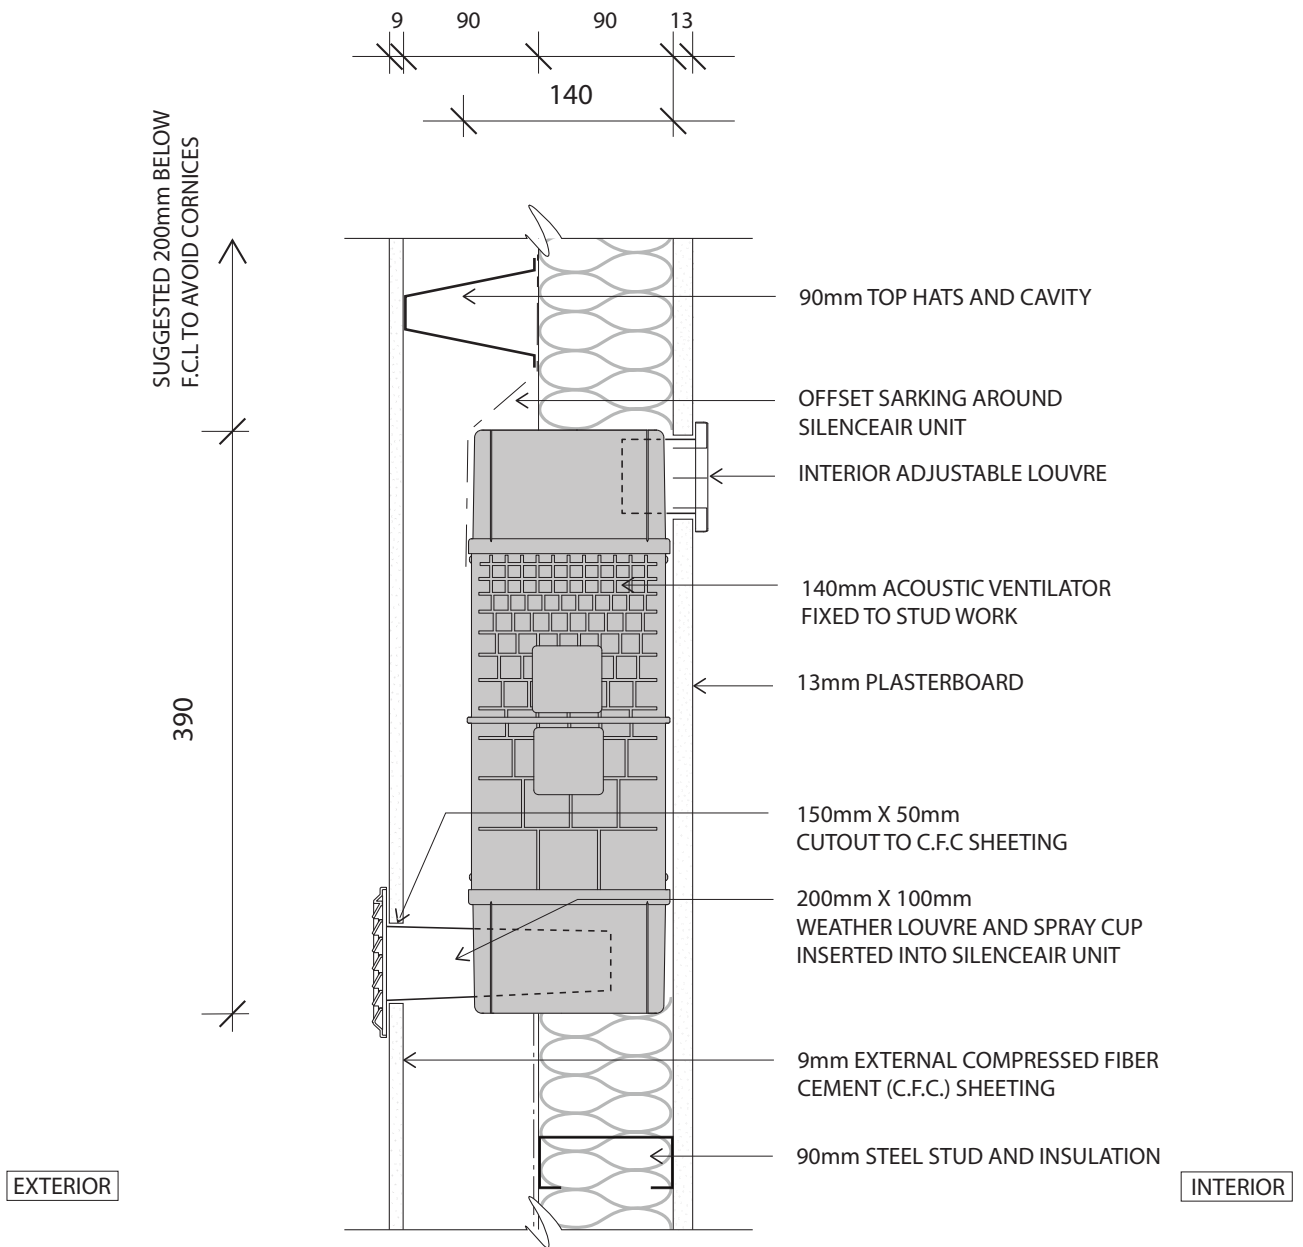 9 90 90 13
140
SUGGESTED 200mm BELOW
F.C.L TO AVOID CORNICES
90mm TOP HATS AND CAVITY
OFFSET SARKING AROUND
SILENCEAIR UNIT
INTERIOR ADJUSTABLE LOUVRE
140mm ACOUSTIC VENTILATOR
FIXED TO STUD WORK
13mm PLASTERBOARD
390
150mm X 50mm
CUTOUT TO C.F.C SHEETING
200mm X 100mm
WEATHER LOUVRE AND SPRAY CUP
INSERTED INTO SILENCEAIR UNIT
9mm EXTERNAL COMPRESSED FIBER
CEMENT (C.F.C.) SHEETING
90mm STEEL STUD AND INSULATION
EXTERIOR
INTERIOR